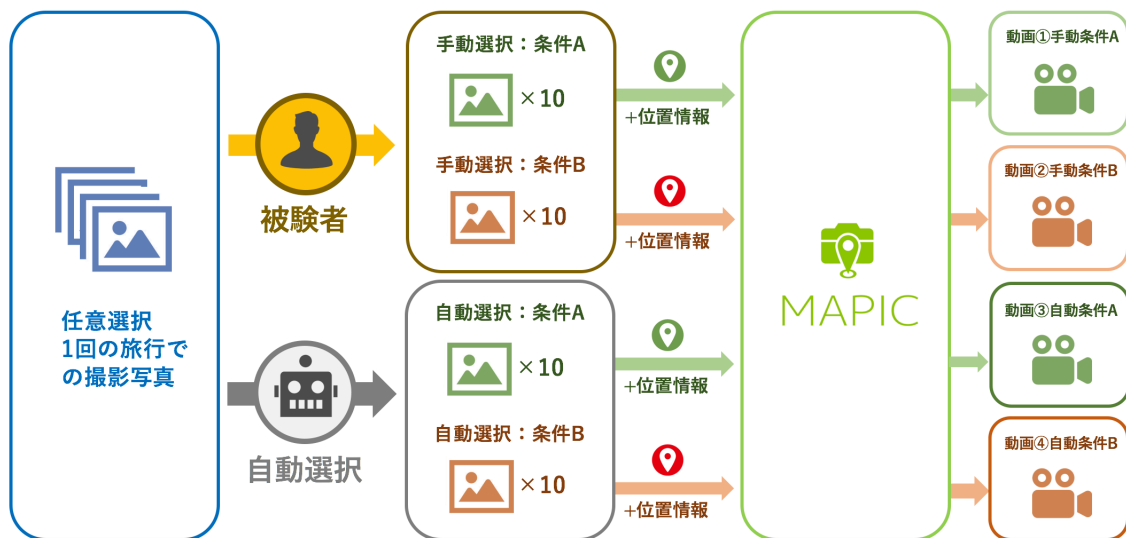 任意選択
1回の旅行で
の撮影写真
被験者
自動選択
手動選択：条件A
×10
手動選択：条件B
×10
自動選択：条件A
×10
自動選択：条件B
×10
+位置情報
+位置情報
+位置情報
+位置情報
MAPIC
動画①手動条件A
動画②手動条件B
動画③自動条件A
動画④自動条件B